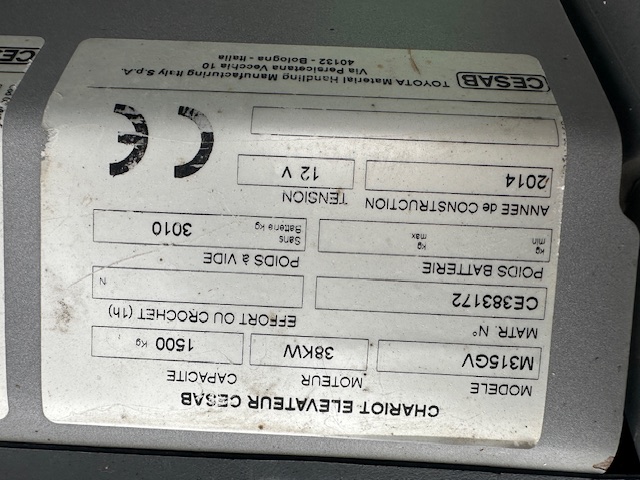 CHARIOT ELEVATEUR CESAB
MODELE MOTEUR CAPACITE
M315GV 38KW 1500 Kg
MATR. N° EFFORT OU CROCHET (1h)
CE383172 N
POIDS BATTERIE POIDS à VIDE
kg min kg max Sans Batterie kg 3010
ANNEE de CONSTRUCTION TENSION
2014 12 V
CE
CESAB TOYOTA Material Handling Manufacturing Italy S.p.A.
Via Persicetana Vecchia 10
40132 - Bologna - Italia